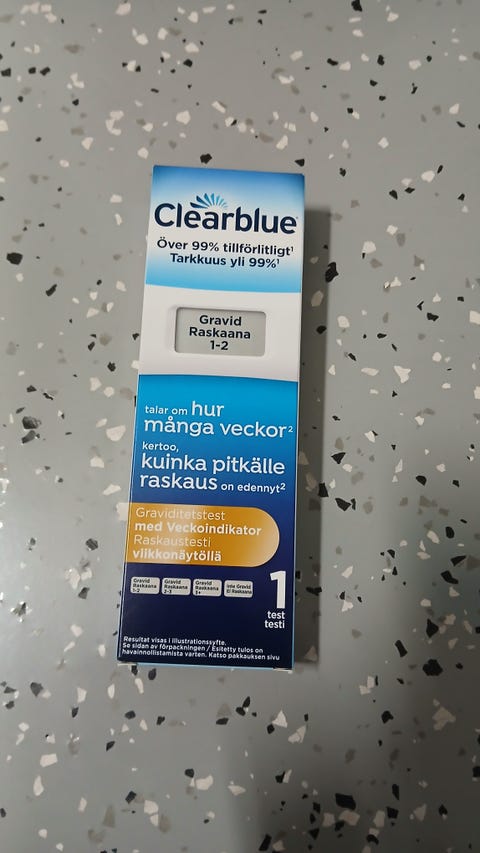 Clearblue
Över 99% tillförlitligt¹
Tarkkuus yli 99%¹
Gravid
Raskaana
1-2
talar om hur
många veckor²
kertoo,
kuinka pitkälle
raskaus on edennyt²
Graviditetstest
med Veckoindikator
Raskaustesti
viikkonäytöllä
Gravid
Raskaana
1-2
Gravid
Raskaana
2-3
Gravid
Raskaana
3+
Inte Gravid
Ei Raskaana
1
test
testi
Resultat visas i illustrationssyfte.
Se sidan av förpackningen / Esitetty tulos on
havainnollistamista varten. Katso pakkauksen sivu